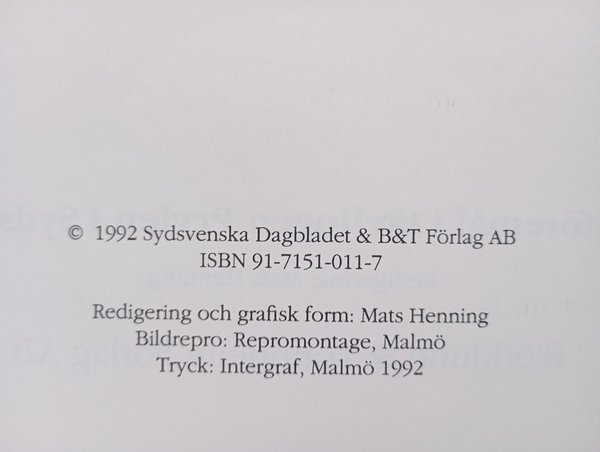 © 1992 Sydsvenska Dagbladet & B&T Förlag AB
ISBN 91-7151-011-7
Redigering och grafisk form: Mats Henning
Bildrepro: Repromontage, Malmö
Tryck: Intergraf, Malmö 1992